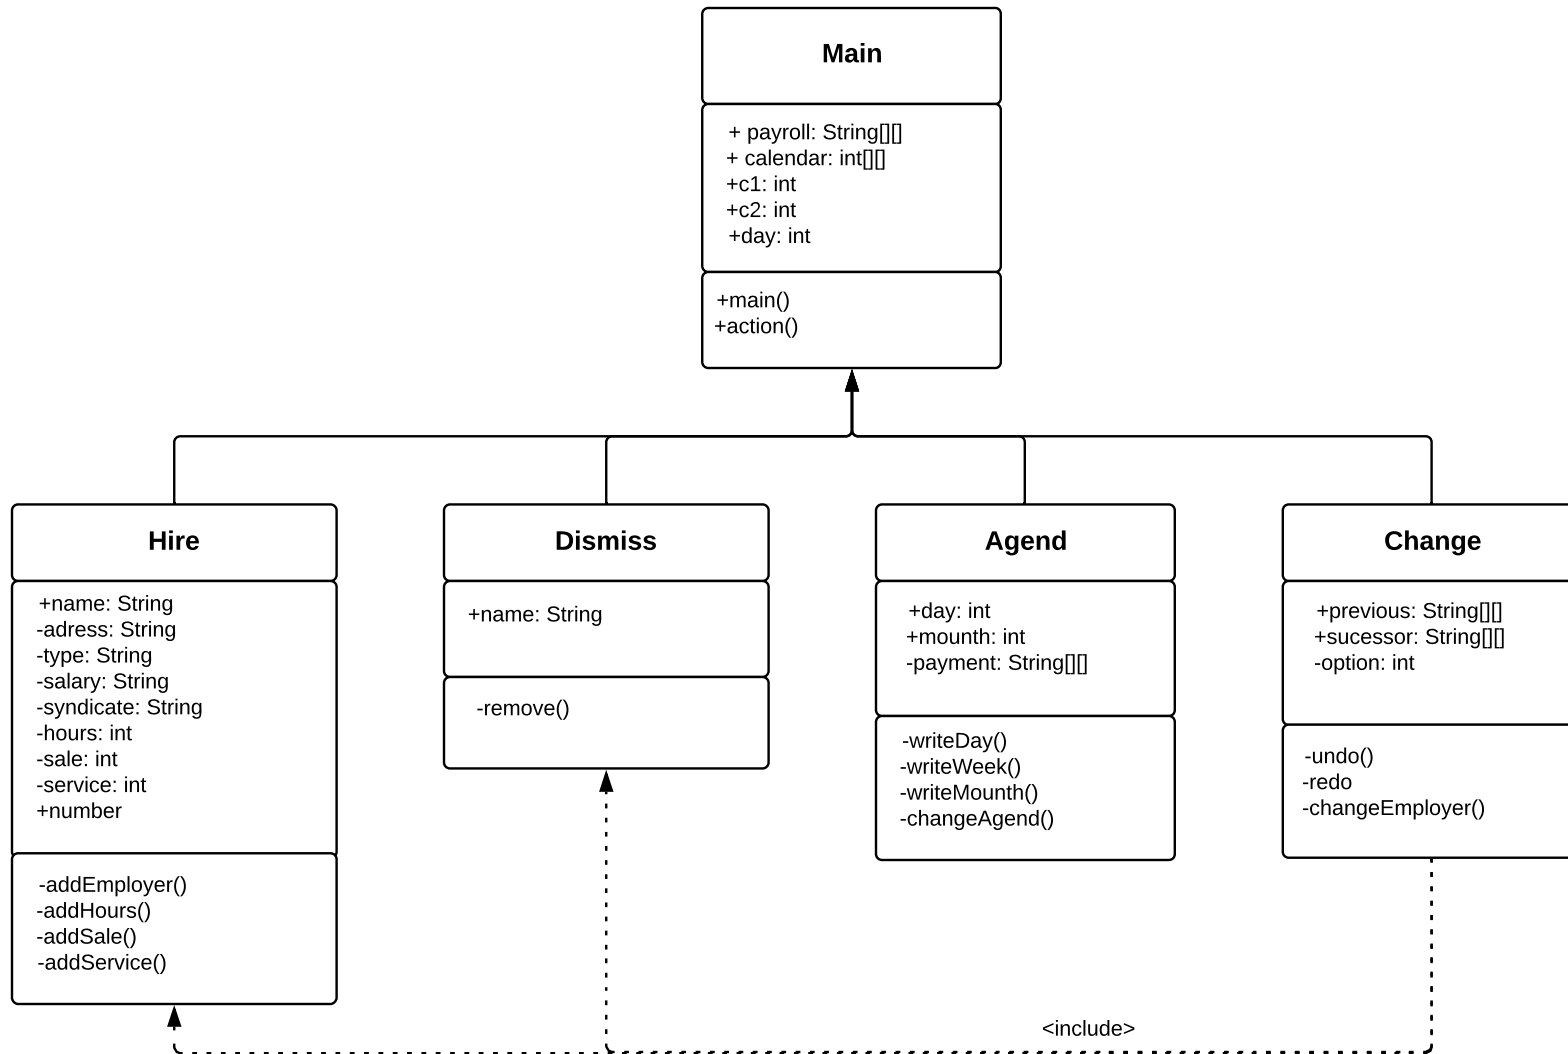 Main
+ payroll: String[][]
+ calendar: int[][]
+c1: int
+c2: int
+day: int
+main()
+action()
Hire
+name: String
-adress: String
-type: String
-salary: String
-syndicate: String
-hours: int
-sale: int
-service: int
+number
-addEmployer()
-addHours()
-addSale()
-addService()
Dismiss
+name: String
-remove()
Agend
+day: int
+mounth: int
-payment: String[][]
-writeDay()
-writeWeek()
-writeMounth()
-changeAgend()
Change
+previous: String[][]
+sucessor: String[][]
-option: int
-undo()
-redo
-changeEmployer()
<include>